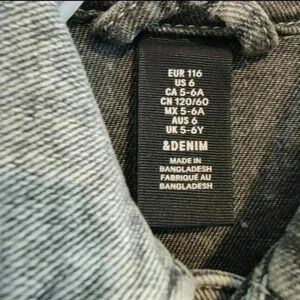 EUR 116
US 6
CA 5-6A
CN 120/60
MX 5-6A
AUS 6
UK 5-6Y
&DENIM
MADE IN
BANGLADESH
FABRIQUÉ AU
BANGLADESH